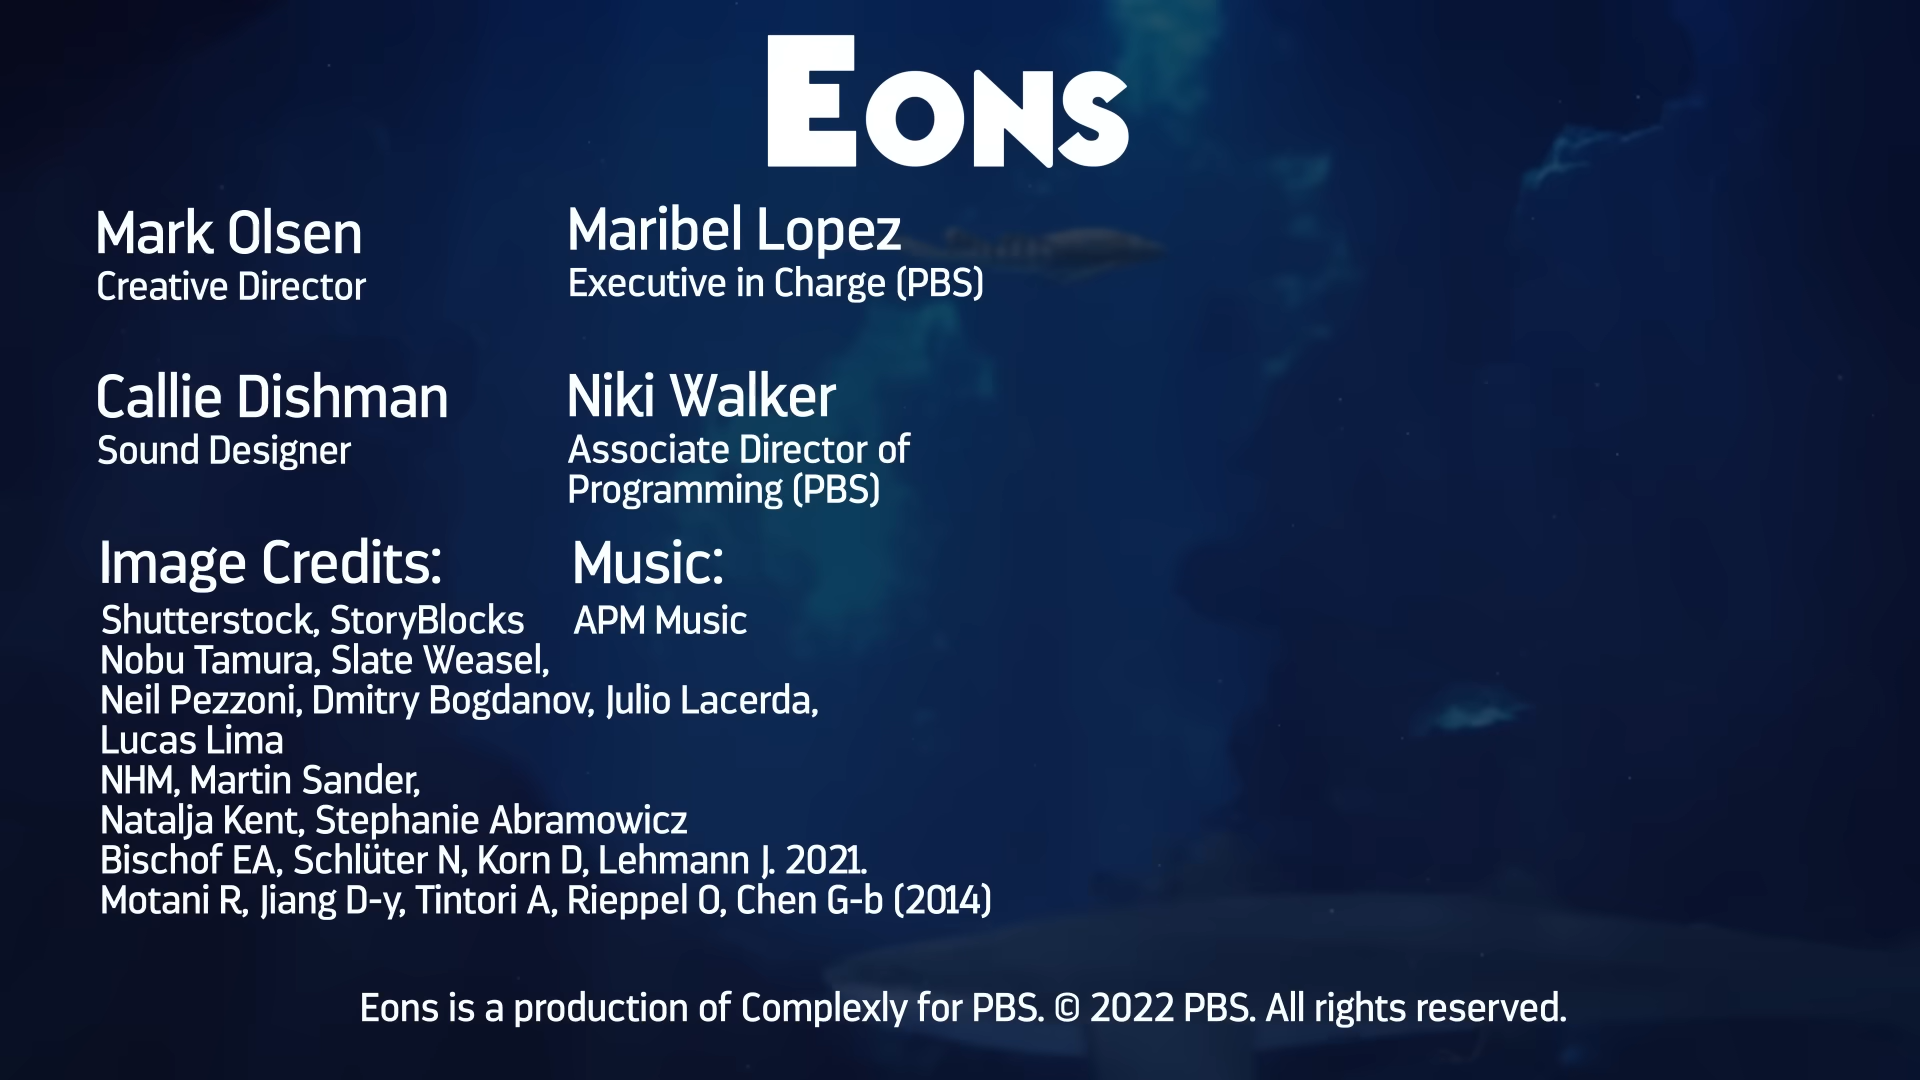 Eons
Mark Olsen
Creative Director
Maribel Lopez
Executive in Charge (PBS)
Callie Dishman
Sound Designer
Niki Walker
Associate Director of
Programming (PBS)
Image Credits:
Shutterstock, StoryBlocks
Nobu Tamura, Slate Weasel,
Neil Pezzoni, Dmitry Bogdanov, Julio Lacerda,
Lucas Lima
NHM, Martin Sander,
Natalja Kent, Stephanie Abramowicz
Bischof EA, Schlüter N, Korn D, Lehmann J. 2021.
Motani R, Jiang D-y, Tintori A, Rieppel O, Chen G-b (2014)
Music:
APM Music
Eons is a production of Complexly for PBS. © 2022 PBS. All rights reserved.